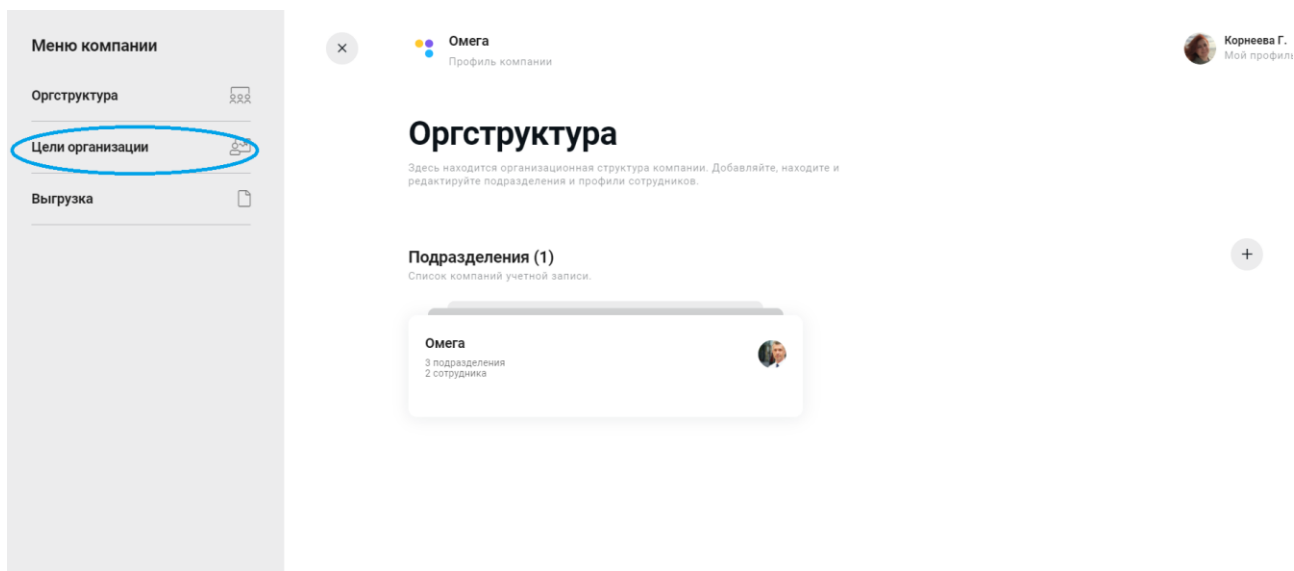 Меню компании
Оргструктура
Цели организации
Выгрузка
Омега
Профиль компании
Корнеева Г.
Мой профиль
Оргструктура
Здесь находится организационная структура компании. Добавляйте, находите и
редактируйте подразделения и профили сотрудников.
Подразделения (1)
Список компаний учетной записи.
Омега
3 подразделения
2 сотрудника